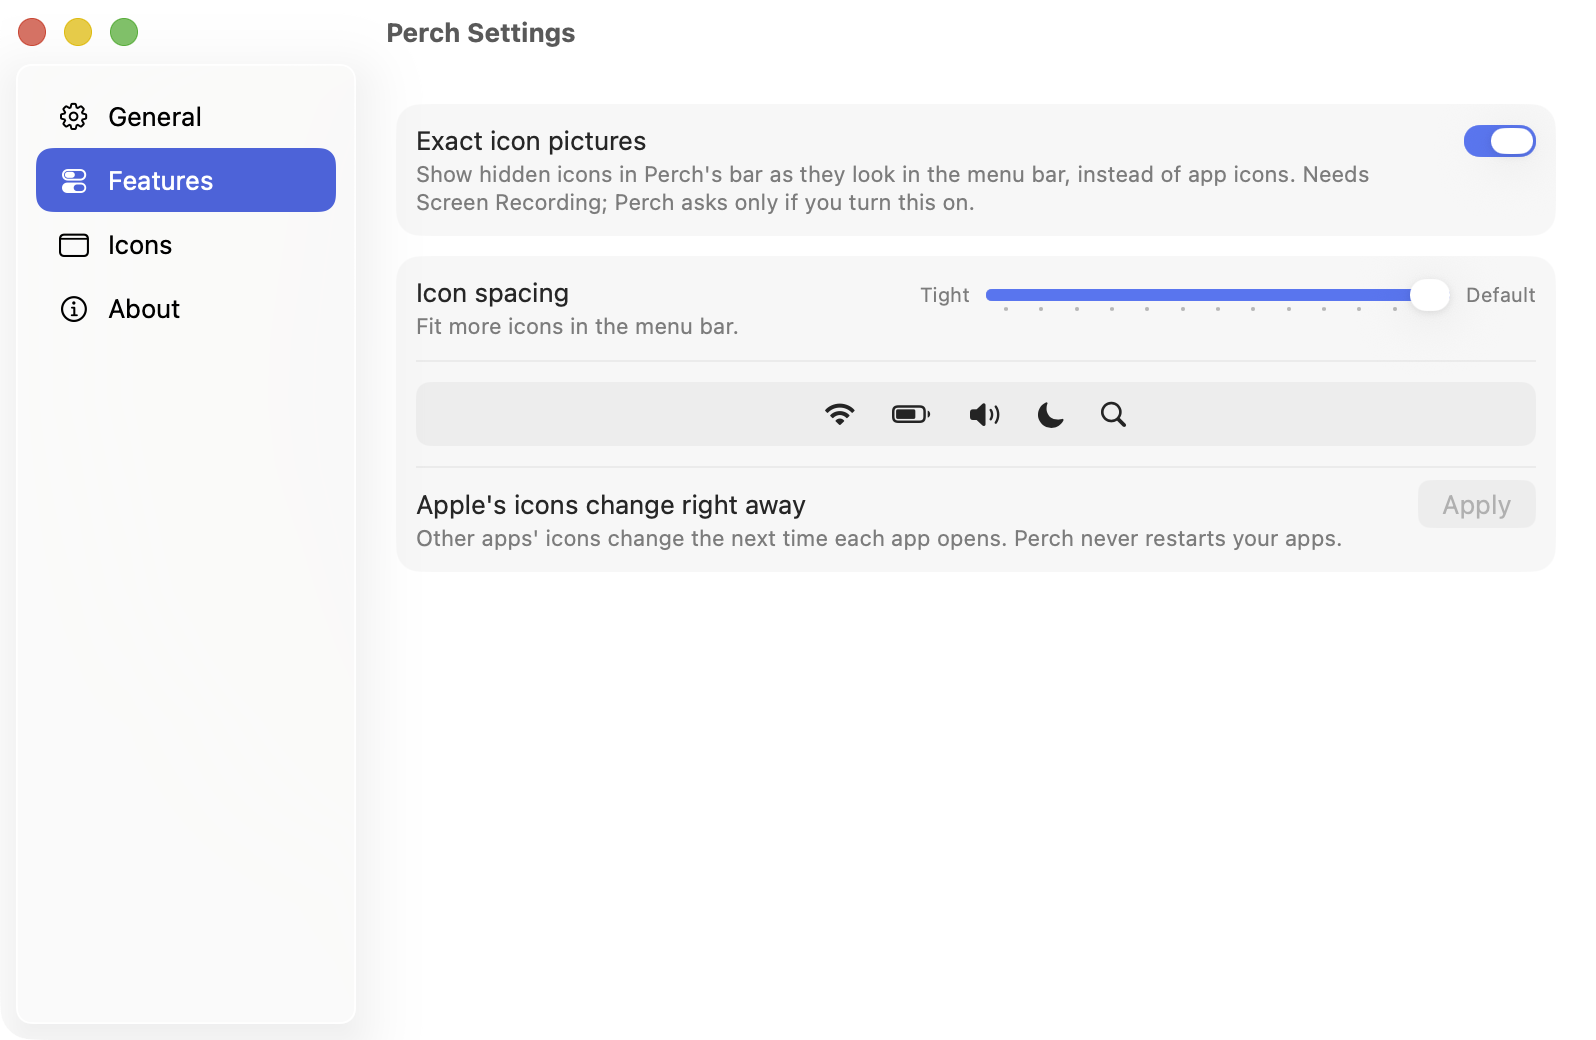 Perch Settings
General
Features
Icons
About
Exact icon pictures
Show hidden icons in Perch's bar as they look in the menu bar, instead of app icons. Needs
Screen Recording; Perch asks only if you turn this on.
Icon spacing
Fit more icons in the menu bar.
Tight
Default
Apple's icons change right away
Other apps' icons change the next time each app opens. Perch never restarts your apps.
Apply